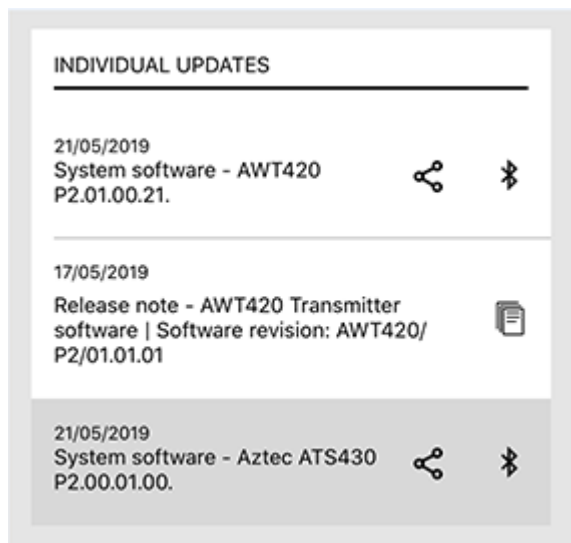 INDIVIDUAL UPDATES
21/05/2019
System software - AWT420
P2.01.00.21.
17/05/2019
Release note - AWT420 Transmitter
software | Software revision: AWT420/
P2/01.01.01
21/05/2019
System software - Aztec ATS430
P2.00.01.00.